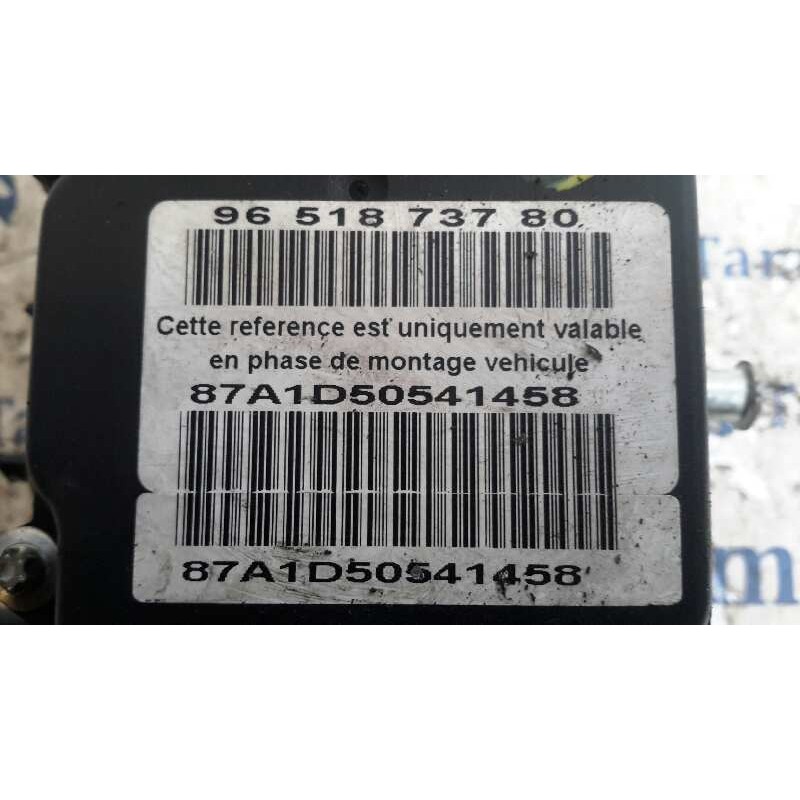 96 518 737 80
Cette reference est uniquement valable
en phase de montage vehicule
87A1D50541458
87A1D50541458